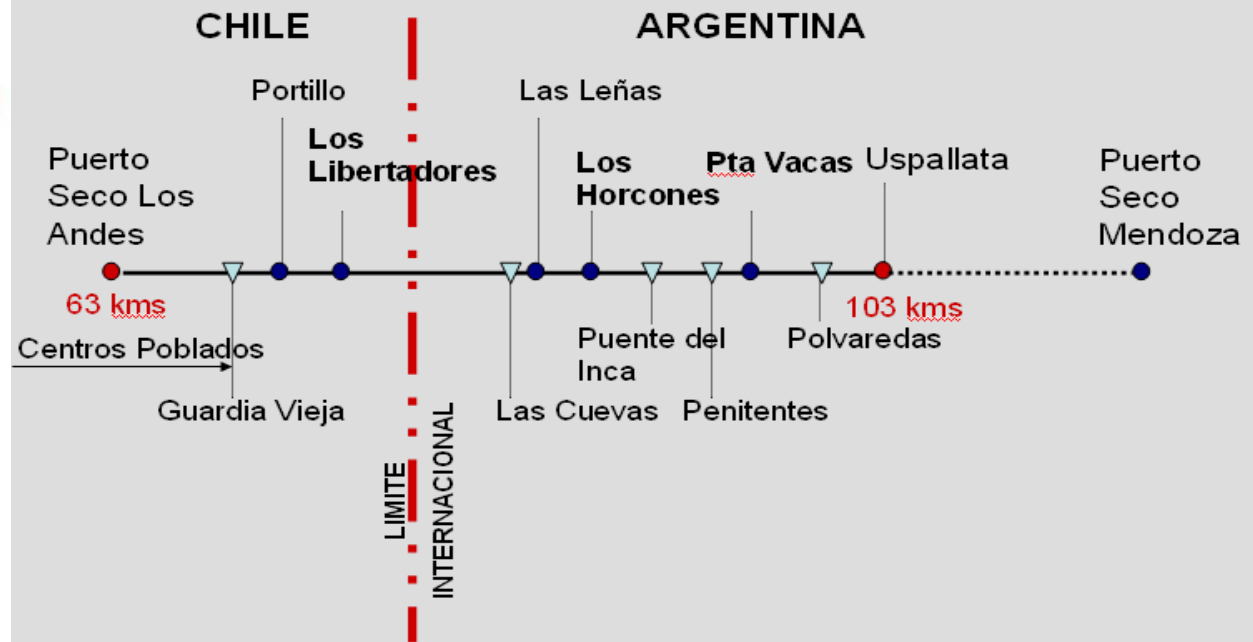 CHILE
ARGENTINA
Portillo
Las Leñas
Los
Libertadores
Puerto
Seco Los
Andes
Los
Horcones
Pta Vacas
Uspallata
Puerto
Seco
Mendoza
63 kms
103 kms
Centros Poblados
Puente del
Inca
Polvaredas
Guardia Vieja
Las Cuevas
Penitentes
LIMITE
INTERNACIONAL